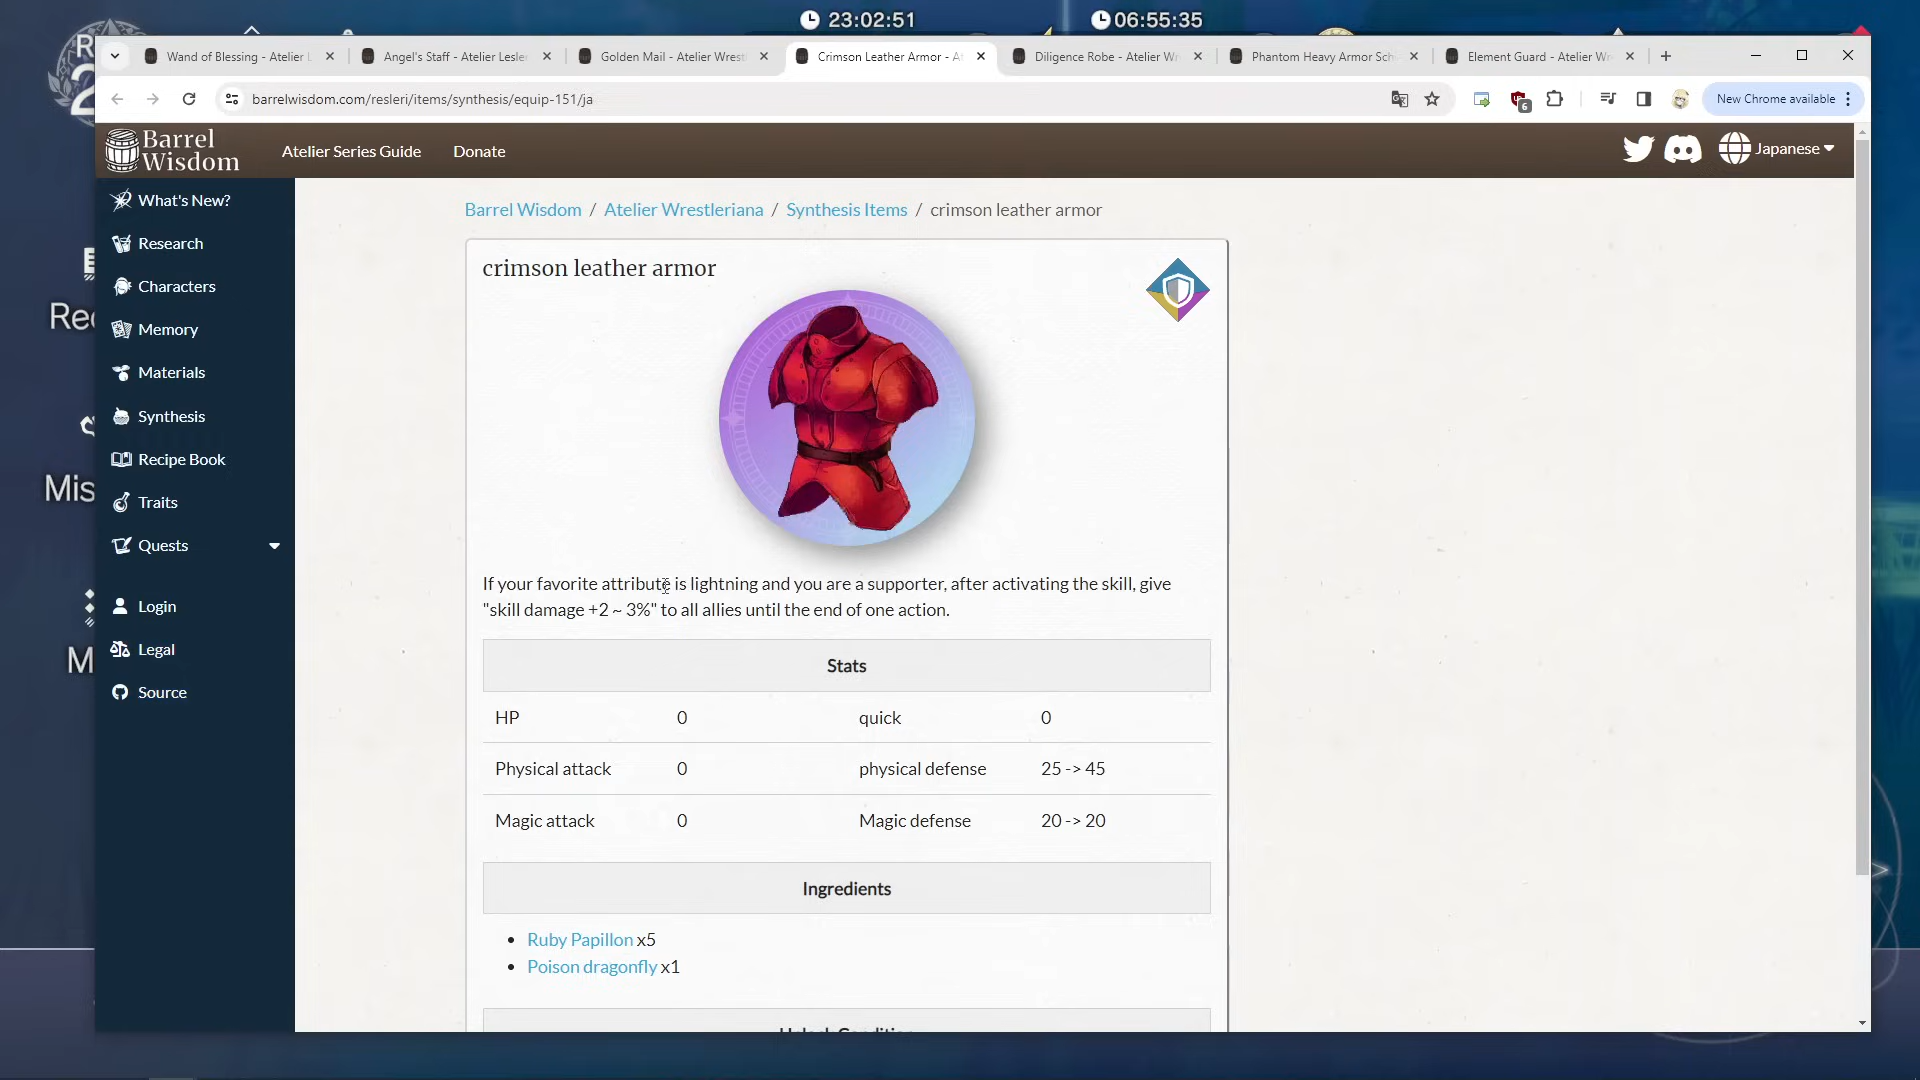 23:02:51
06:55:35
Wand of Blessing - Atelier L
Angel's Staff - Atelier Lesle
Golden Mail - Atelier Wrest
Crimson Leather Armor - A
Diligence Robe - Atelier W
Phantom Heavy Armor Sch
Element Guard - Atelier Wr
barrelwisdom.com/resleri/items/synthesis/equip-151/ja
6
New Chrome available
Barrel
Wisdom
Atelier Series Guide
Donate
Japanese
What's New?
Research
Characters
Memory
Materials
Synthesis
Recipe Book
Traits
Quests
Login
Legal
Source
Rec
Mis
M
Barrel Wisdom / Atelier Wrestleriana / Synthesis Items / crimson leather armor
crimson leather armor
If your favorite attribute is lightning and you are a supporter, after activating the skill, give
"skill damage +2 ~ 3%" to all allies until the end of one action.
Stats
HP 0 quick 0
Physical attack 0 physical defense 25 -> 45
Magic attack 0 Magic defense 20 -> 20
Ingredients
• Ruby Papillon x5
• Poison dragonfly x1